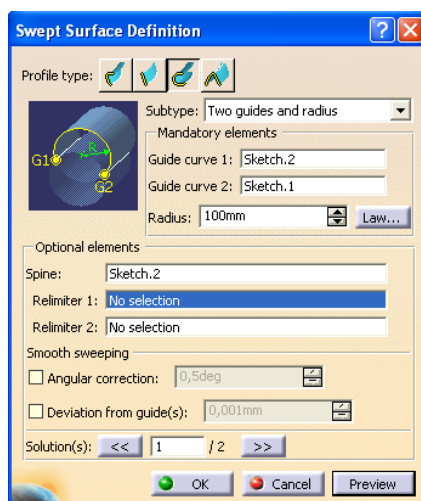 Swept Surface Definition
Profile type:
Subtype: Two guides and radius
Mandatory elements
Guide curve 1: Sketch.2
Guide curve 2: Sketch.1
Radius: 100mm Law...
G1 R G2
Optional elements
Spine: Sketch.2
Relimiter 1: No selection
Relimiter 2: No selection
Smooth sweeping
Angular correction: 0,5deg
Deviation from guide(s): 0,001mm
Solution(s): << 1 / 2 >>
OK Cancel Preview